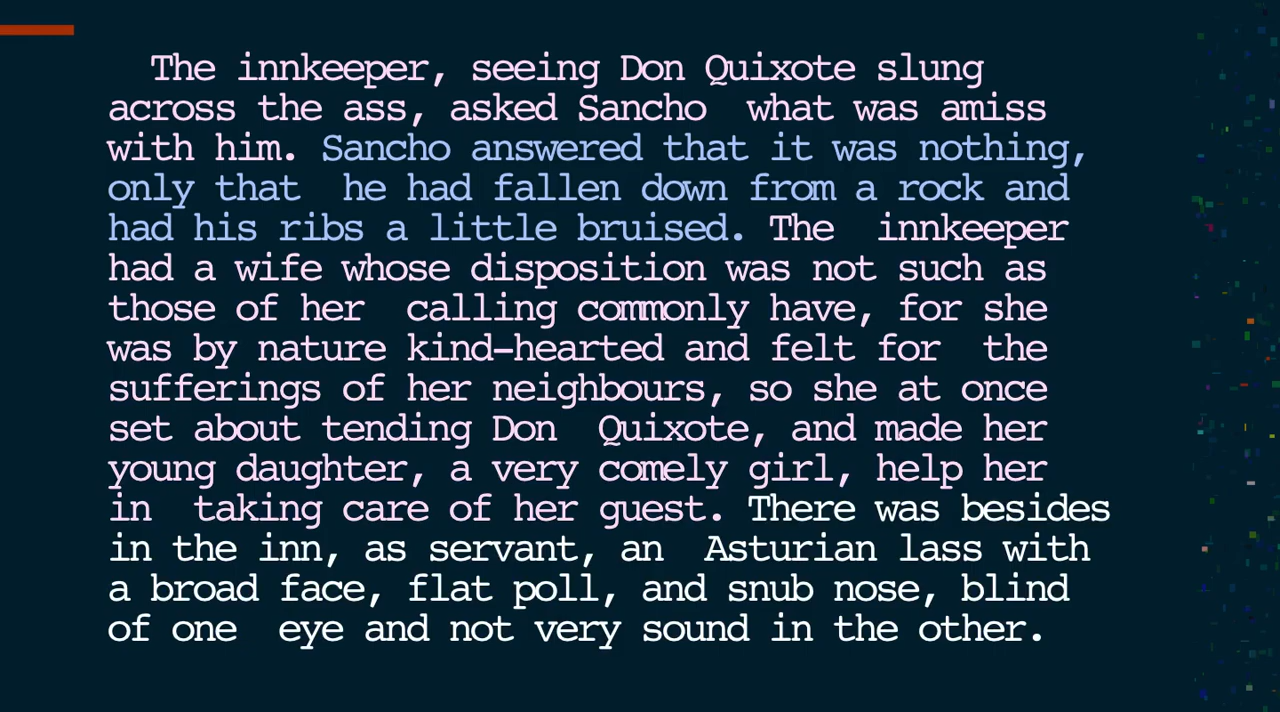 The innkeeper, seeing Don Quixote slung
across the ass, asked Sancho  what was amiss
with him. Sancho answered that it was nothing,
only that  he had fallen down from a rock and
had his ribs a little bruised. The  innkeeper
had a wife whose disposition was not such as
those of her  calling commonly have, for she
was by nature kind-hearted and felt for  the
sufferings of her neighbours, so she at once
set about tending Don  Quixote, and made her
young daughter, a very comely girl, help her
in  taking care of her guest. There was besides
in the inn, as servant, an  Asturian lass with
a broad face, flat poll, and snub nose, blind
of one  eye and not very sound in the other.